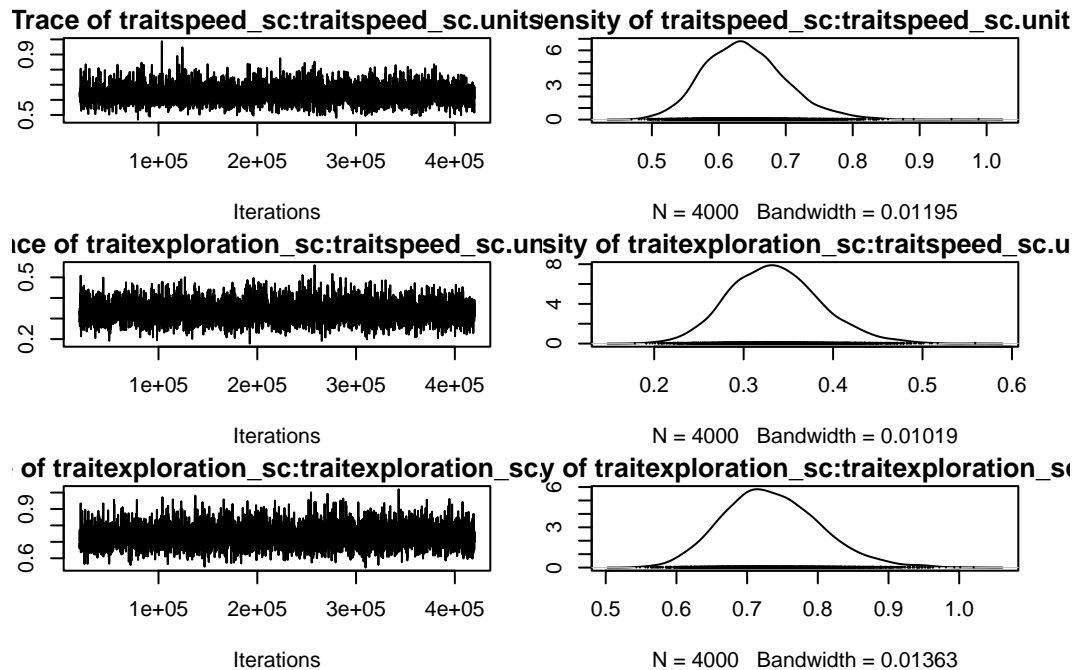 Trace of traitspeed_sc:traitspeed_sc.units
ensity of traitspeed_sc:traitspeed_sc.unit
0.5 0.9
0 3 6
1e+05 2e+05 3e+05 4e+05
0.5 0.6 0.7 0.8 0.9 1.0
Iterations
N = 4000 Bandwidth = 0.01195
ace of traitexploration_sc:traitspeed_sc.un
sity of traitexploration_sc:traitspeed_sc.u
0.2 0.5
0 4 8
1e+05 2e+05 3e+05 4e+05
0.2 0.3 0.4 0.5 0.6
Iterations
N = 4000 Bandwidth = 0.01019
of traitexploration_sc:traitexploration_sc.
y of traitexploration_sc:traitexploration_sc
0.6 0.9
0 3 6
1e+05 2e+05 3e+05 4e+05
0.5 0.6 0.7 0.8 0.9 1.0
Iterations
N = 4000 Bandwidth = 0.01363